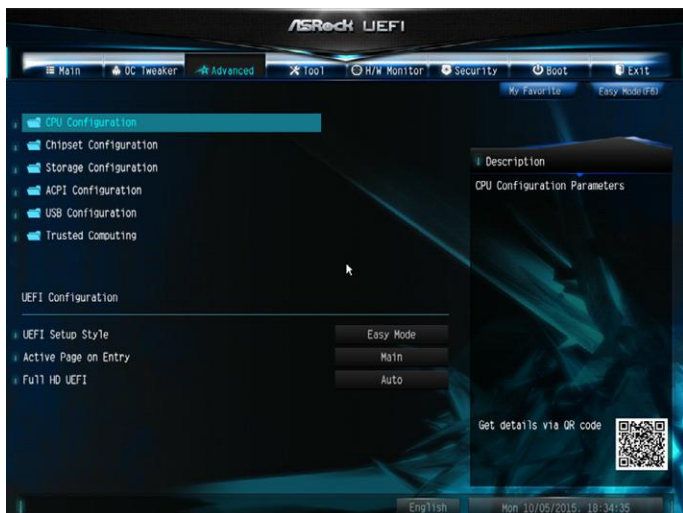 ASRock UEFI
Main OC Tweaker Advanced Tool H/W Monitor Security Boot Exit
My Favorite Easy Mode(F6)
CPU Configuration
Chipset Configuration
Storage Configuration
ACPI Configuration
USB Configuration
Trusted Computing
Description
CPU Configuration Parameters
UEFI Configuration
UEFI Setup Style Easy Mode
Active Page on Entry Main
Full HD UEFI Auto
Get details via QR code
English Mon 10/05/2015. 18:34:35